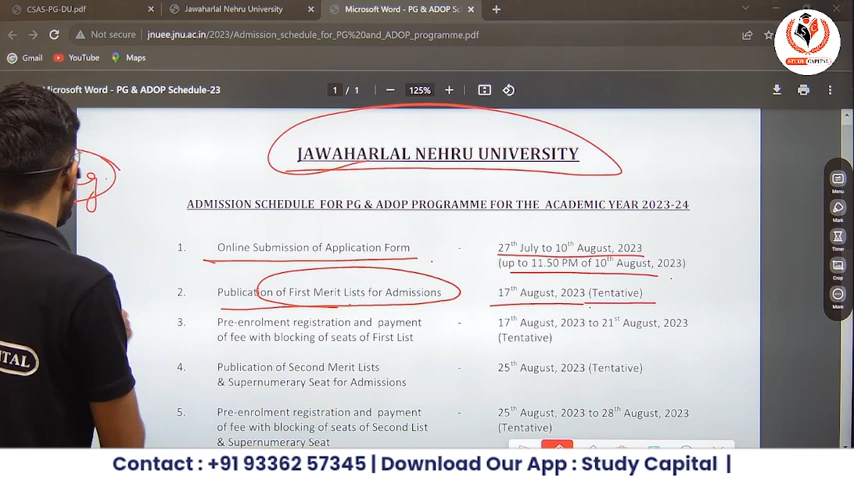 CSAS-PG-DU.pdf
Jawaharlal Nehru University
Microsoft Word - PG & ADOP Sc
Not secure
jnuee.jnu.ac.in/2023/Admission_schedule_for_PG%20and_ADOP_programme.pdf
Gmail
YouTube
Maps
STUDY CAPITAL
icrosoft Word - PG & ADOP Schedule-23
1 / 1
125%
JAWAHARLAL NEHRU UNIVERSITY
ADMISSION SCHEDULE FOR PG & ADOP PROGRAMME FOR THE ACADEMIC YEAR 2023-24
1. Online Submission of Application Form - 27th July to 10th August, 2023
(up to 11.50 PM of 10th August, 2023)
2. Publication of First Merit Lists for Admissions 17th August, 2023 (Tentative)
3. Pre-enrolment registration and payment - 17th August, 2023 to 21st August, 2023
of fee with blocking of seats of First List (Tentative)
4. Publication of Second Merit Lists - 25th August, 2023 (Tentative)
& Supernumerary Seat for Admissions
5. Pre-enrolment registration and payment - 25th August, 2023 to 28th August, 2023
of fee with blocking of seats of Second List (Tentative)
& Supernumerary Seat
Menu
Mark
Timer
Crop
More
ITAL
Contact : +91 93362 57345 | Download Our App : Study Capital |